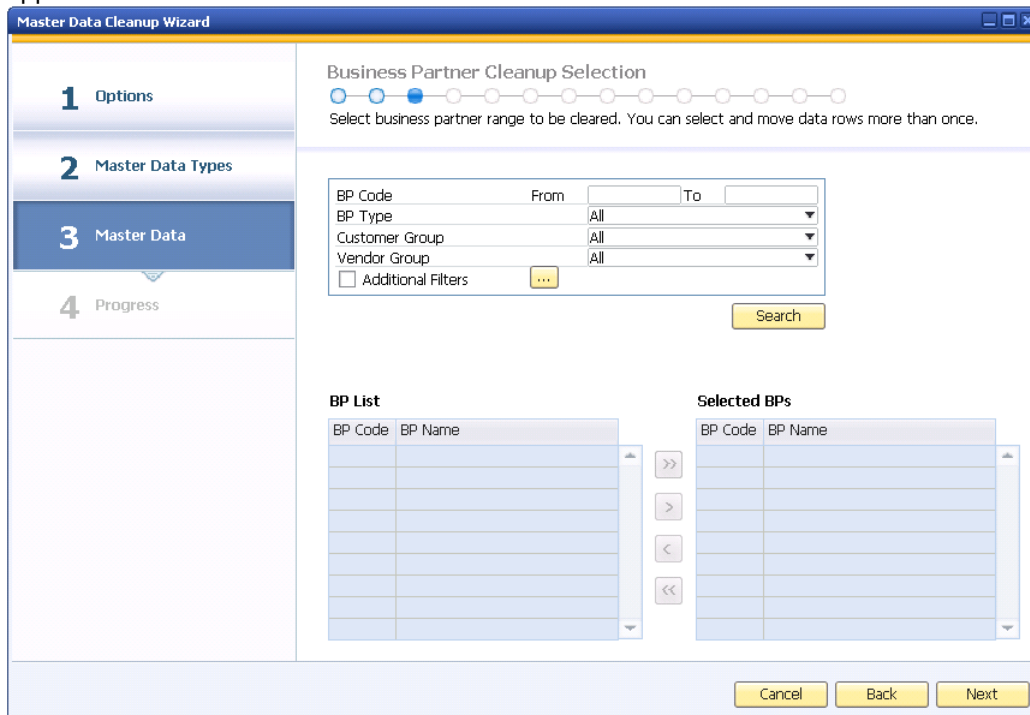 Master Data Cleanup Wizard
1 Options
2 Master Data Types
3 Master Data
4 Progress
Business Partner Cleanup Selection
Select business partner range to be cleared. You can select and move data rows more than once.
BP Code From To
BP Type All
Customer Group All
Vendor Group All
Additional Filters ...
Search
BP List Selected BPs
BP Code BP Name BP Code BP Name
>>
>
<
<<
Cancel Back Next